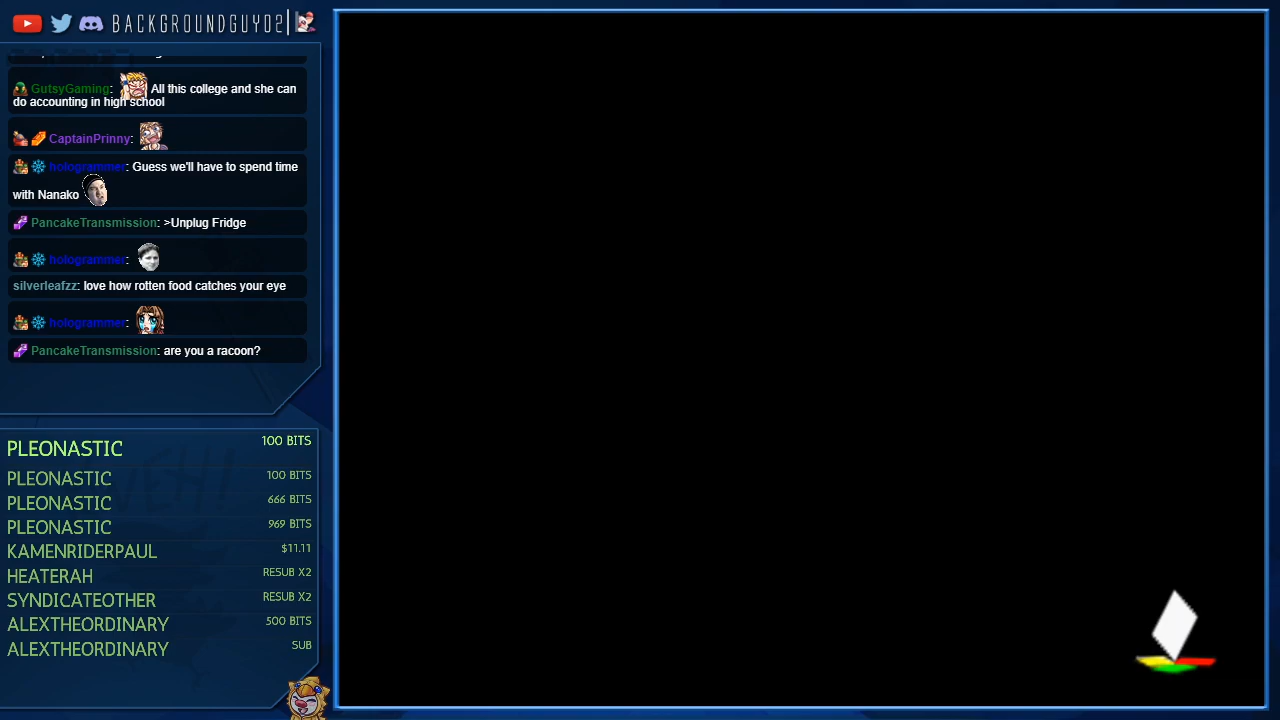 BACKGROUNDGUY02
GutsyGaming: All this college and she can
do accounting in high school
CaptainPrinny:
hologrammer: Guess we'll have to spend time
with Nanako
PancakeTransmission: >Unplug Fridge
hologrammer:
silverleafzz: love how rotten food catches your eye
hologrammer:
PancakeTransmission: are you a racoon?
PLEONASTIC 100 BITS
PLEONASTIC 100 BITS
PLEONASTIC 666 BITS
PLEONASTIC 969 BITS
KAMENRIDERPAUL $11.11
HEATERAH RESUB X2
SYNDICATEOTHER RESUB X2
ALEXTHEORDINARY 500 BITS
ALEXTHEORDINARY SUB